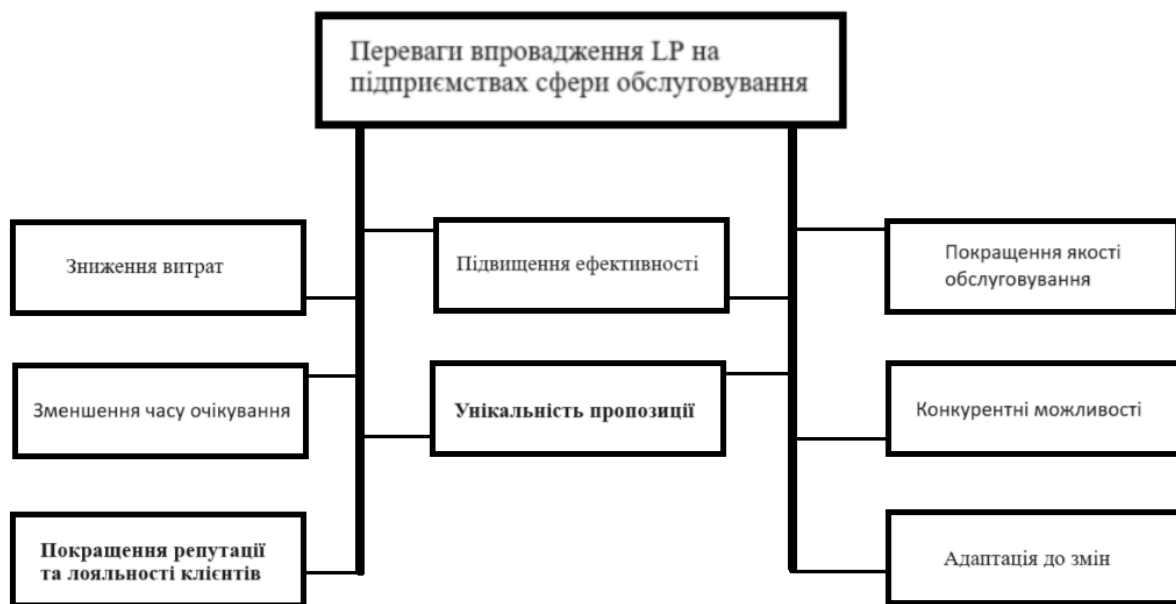 Переваги впровадження LP на
підприємствах сфери обслуговування
Зниження витрат
Підвищення ефективності
Покращення якості
обслуговування
Зменшення часу очікування
Унікальність пропозиції
Конкурентні можливості
Покращення репутації
та лояльності клієнтів
Адаптація до змін